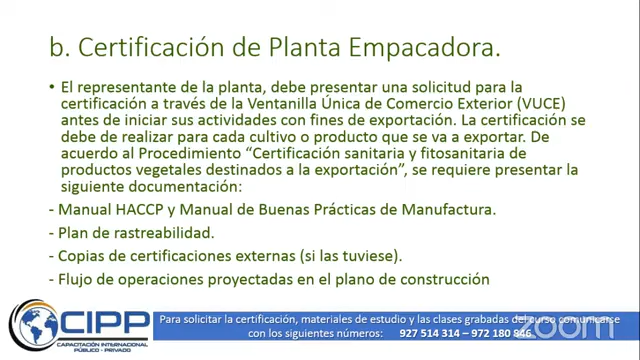 b. Certificación de Planta Empacadora.
• El representante de la planta, debe presentar una solicitud para la
certificación a través de la Ventanilla Única de Comercio Exterior (VUCE)
antes de iniciar sus actividades con fines de exportación. La certificación se
debe de realizar para cada cultivo o producto que se va a exportar. De
acuerdo al Procedimiento “Certificación sanitaria y fitosanitaria de
productos vegetales destinados a la exportación”, se requiere presentar la
siguiente documentación:
- Manual HACCP y Manual de Buenas Prácticas de Manufactura.
- Plan de rastreabilidad.
- Copias de certificaciones externas (si las tuviese).
- Flujo de operaciones proyectadas en el plano de construcción
CIPP
CAPACITACIÓN INTERNACIONAL
PÚBLICO - PRIVADO
Para solicitar la certificación, materiales de estudio y las clases grabadas del curso comunicarse
con los siguientes números: 927 514 314 – 972 180 846
zoom